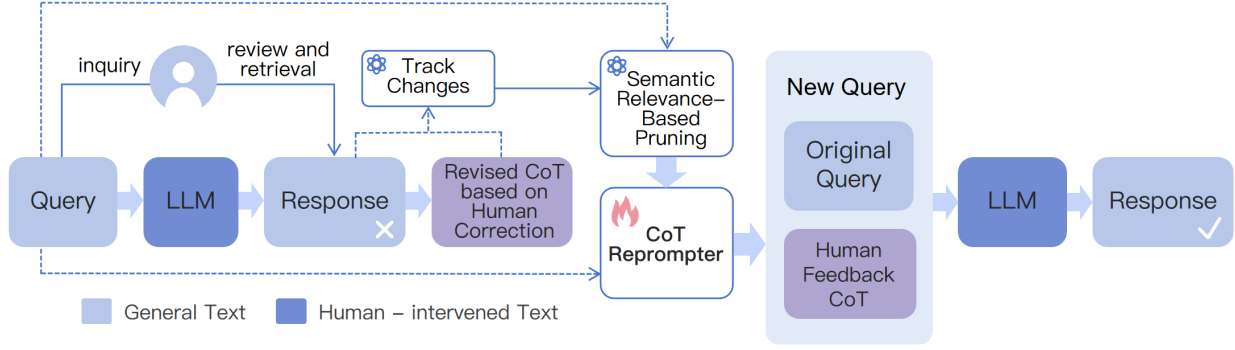 inquiry
review and
retrieval
Track
Changes
Semantic
Relevance-
Based
Pruning
New Query
Original
Query
Query
LLM
Response
Revised CoT
based on
Human
Correction
CoT
Reprompter
Human
Feedback
CoT
LLM
Response
General Text
Human - intervened Text